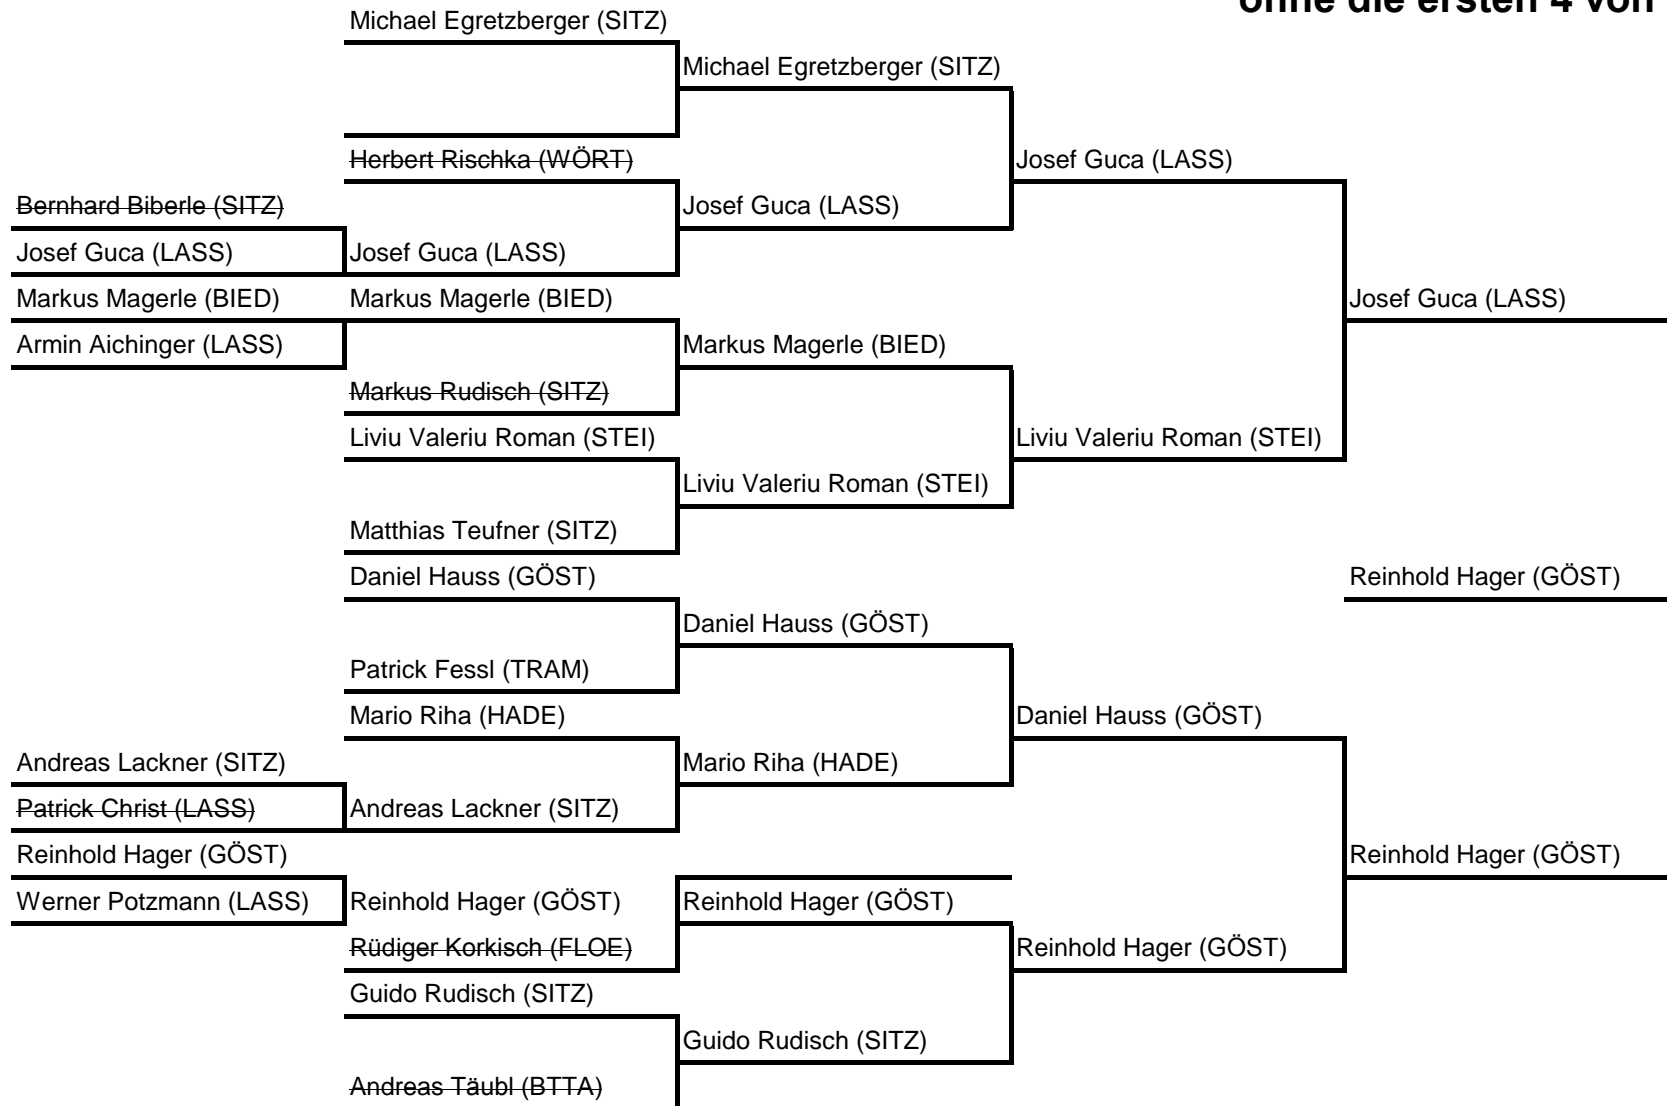 ohne die ersten 4 von
Michael Egretzberger (SITZ)
Michael Egretzberger (SITZ)
Herbert Rischka (WÖRT)
Josef Guca (LASS)
Bernhard Biberle (SITZ)
Josef Guca (LASS)
Josef Guca (LASS)
Josef Guca (LASS)
Markus Magerle (BIED)
Markus Magerle (BIED)
Josef Guca (LASS)
Armin Aichinger (LASS)
Markus Magerle (BIED)
Markus Rudisch (SITZ)
Liviu Valeriu Roman (STEI)
Liviu Valeriu Roman (STEI)
Liviu Valeriu Roman (STEI)
Matthias Teufner (SITZ)
Daniel Hauss (GÖST)
Reinhold Hager (GÖST)
Daniel Hauss (GÖST)
Patrick Fessl (TRAM)
Mario Riha (HADE)
Daniel Hauss (GÖST)
Andreas Lackner (SITZ)
Mario Riha (HADE)
Patrick Christ (LASS)
Andreas Lackner (SITZ)
Reinhold Hager (GÖST)
Reinhold Hager (GÖST)
Werner Potzmann (LASS)
Reinhold Hager (GÖST)
Reinhold Hager (GÖST)
Rüdiger Korkisch (FLOE)
Reinhold Hager (GÖST)
Guido Rudisch (SITZ)
Guido Rudisch (SITZ)
Andreas Täubl (BTTA)